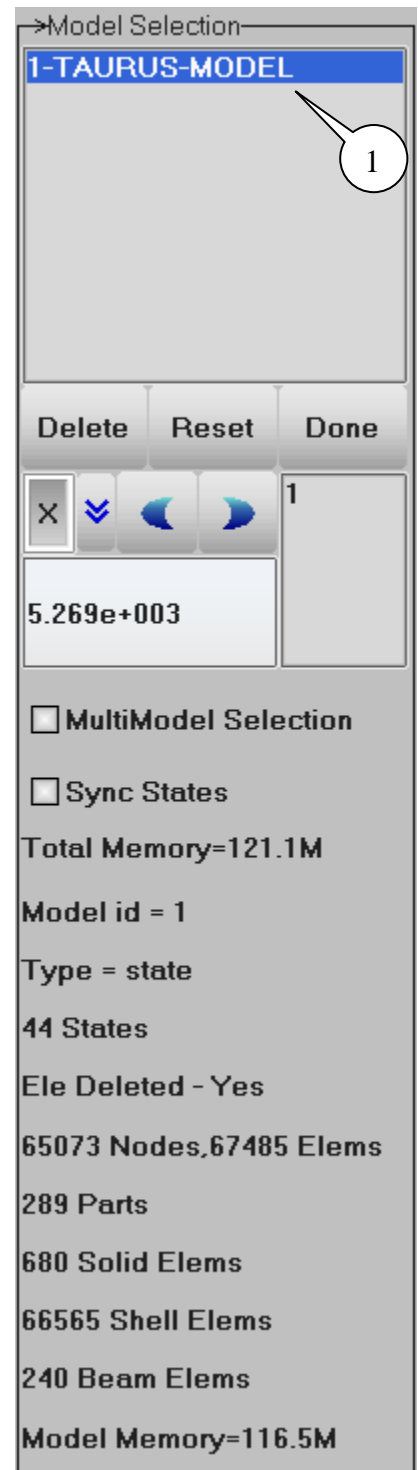 Model Selection
1-TAURUS-MODEL
1
Delete Reset Done
X
1
5.269e+003
MultiModel Selection
Sync States
Total Memory=121.1M
Model id = 1
Type = state
44 States
Ele Deleted - Yes
65073 Nodes,67485 Elems
289 Parts
680 Solid Elems
66565 Shell Elems
240 Beam Elems
Model Memory=116.5M